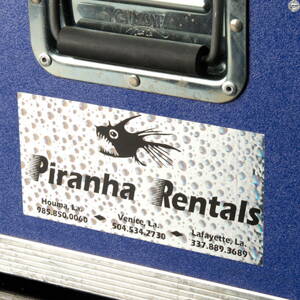 Piranha Rentals
Houma, La. Venice, La. Lafayette, La.
985.850.0060 504.534.2730 337.889.3689